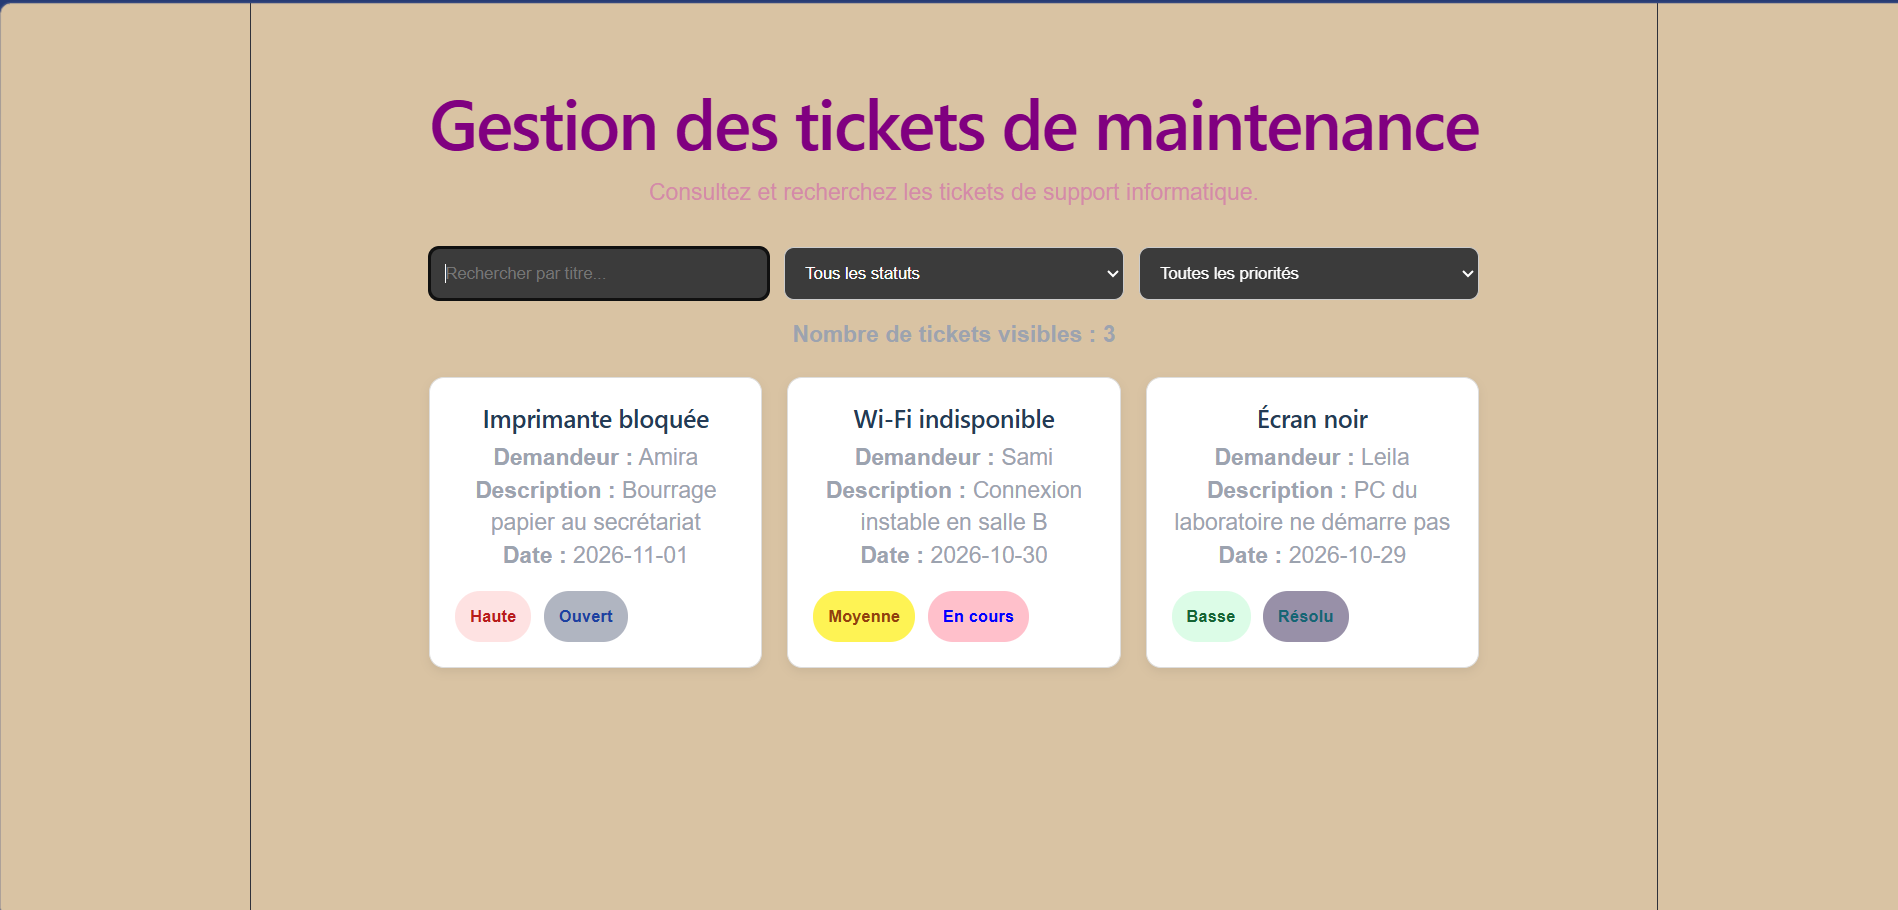 Gestion des tickets de maintenance
Consultez et recherchez les tickets de support informatique.
Rechercher par titre...
Tous les statuts
Toutes les priorités
Nombre de tickets visibles : 3
Imprimante bloquée
Demandeur : Amira
Description : Bourrage
papier au secrétariat
Date : 2026-11-01
Haute
Ouvert
Wi-Fi indisponible
Demandeur : Sami
Description : Connexion
instable en salle B
Date : 2026-10-30
Moyenne
En cours
Écran noir
Demandeur : Leila
Description : PC du
laboratoire ne démarre pas
Date : 2026-10-29
Basse
Résolu